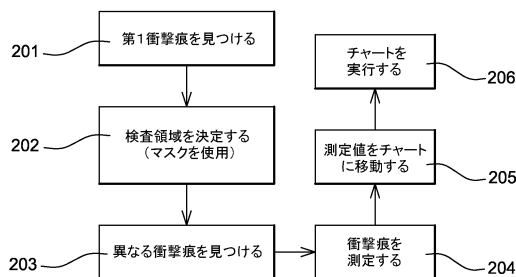 201
第1衝撃痕を見つける
202
検査領域を決定する
(マスクを使用)
203
異なる衝撃痕を見つける
衝撃痕を
測定する
204
測定値をチャート
に移動する
205
チャートを
実行する
206